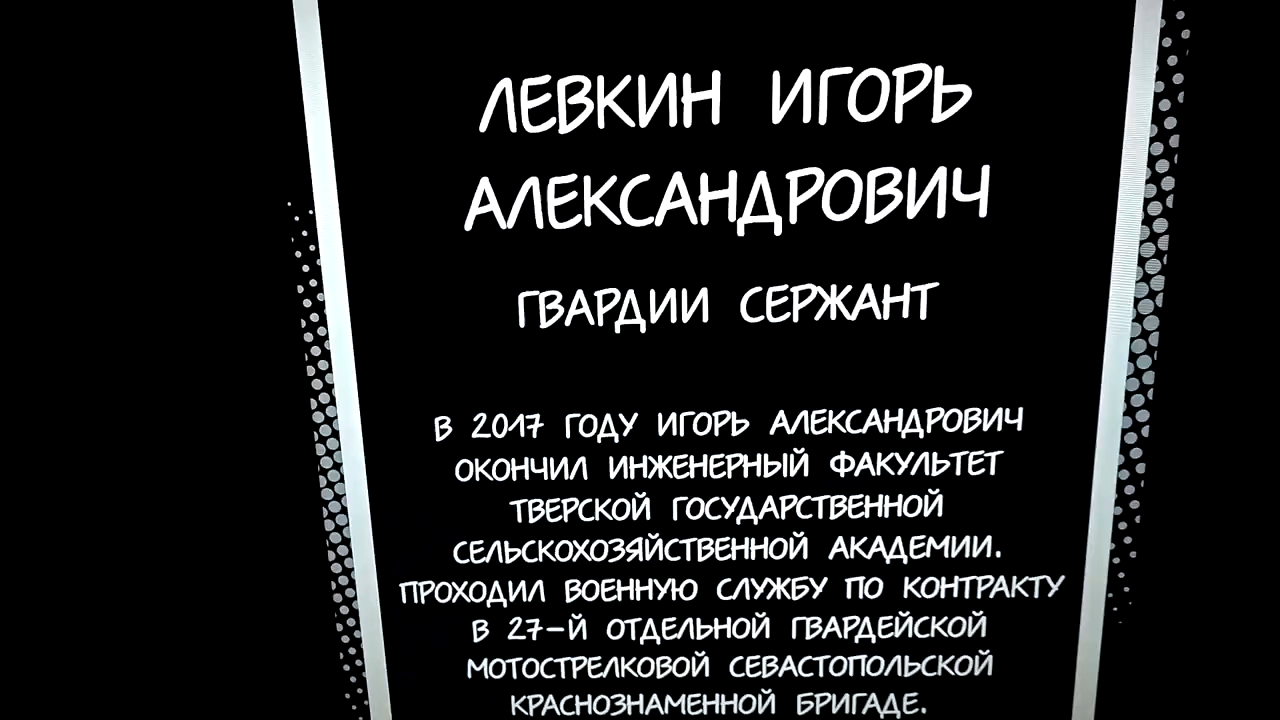 ЛЕВКИН ИГОРЬ
АЛЕКСАНДРОВИЧ
ГВАРДИИ СЕРЖАНТ
В 2017 ГОДУ ИГОРЬ АЛЕКСАНДРОВИЧ
ОКОНЧИЛ ИНЖЕНЕРНЫЙ ФАКУЛЬТЕТ
ТВЕРСКОЙ ГОСУДАРСТВЕННОЙ
СЕЛЬСКОХОЗЯЙСТВЕННОЙ АКАДЕМИИ.
ПРОХОДИЛ ВОЕННУЮ СЛУЖБУ ПО КОНТРАКТУ
В 27-Й ОТДЕЛЬНОЙ ГВАРДЕЙСКОЙ
МОТОСТРЕЛКОВОЙ СЕВАСТОПОЛЬСКОЙ
КРАСНОЗНАМЕННОЙ БРИГАДЕ.